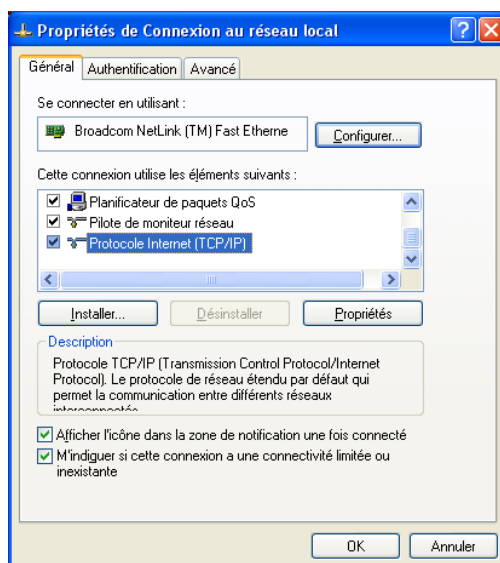 Propriétés de Connexion au réseau local
Général Authentification Avancé
Se connecter en utilisant :
Broadcom NetLink (TM) Fast Etherne
Configurer...
Cette connexion utilise les éléments suivants :
Planificateur de paquets QoS
Pilote de moniteur réseau
Protocole Internet (TCP/IP)
Installer... Désinstaller Propriétés
Description
Protocole TCP/IP (Transmission Control Protocol/Internet
Protocol). Le protocole de réseau étendu par défaut qui
permet la communication entre différents réseaux
interconnectés.
Afficher l'icône dans la zone de notification une fois connecté
M'indiquer si cette connexion a une connectivité limitée ou
inexistante
OK Annuler